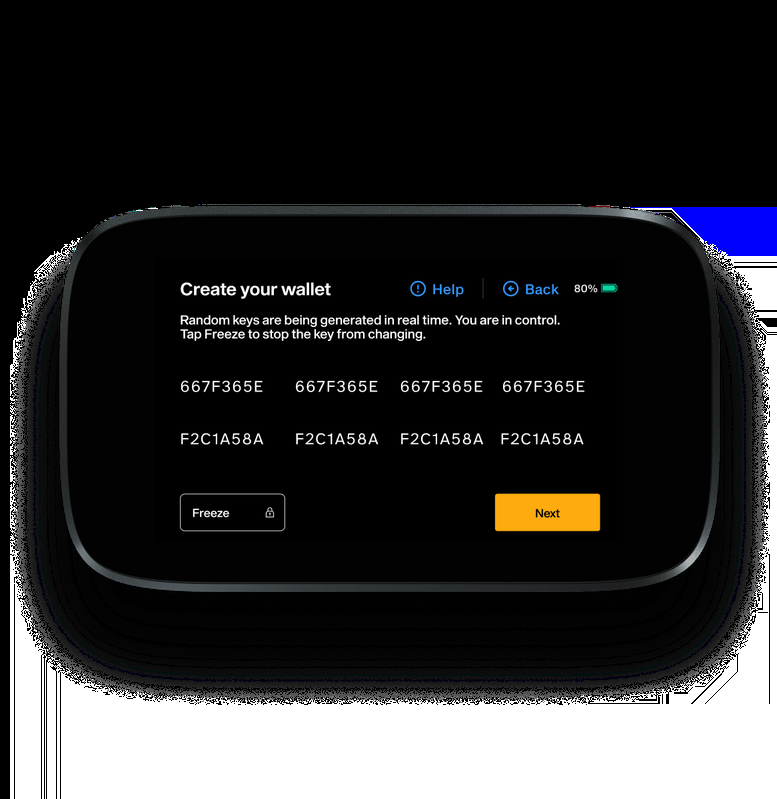 Create your wallet
Help
Back
80%
Random keys are being generated in real time. You are in control.
Tap Freeze to stop the key from changing.
667F365E 667F365E 667F365E 667F365E
F2C1A58A F2C1A58A F2C1A58A F2C1A58A
Freeze
Next